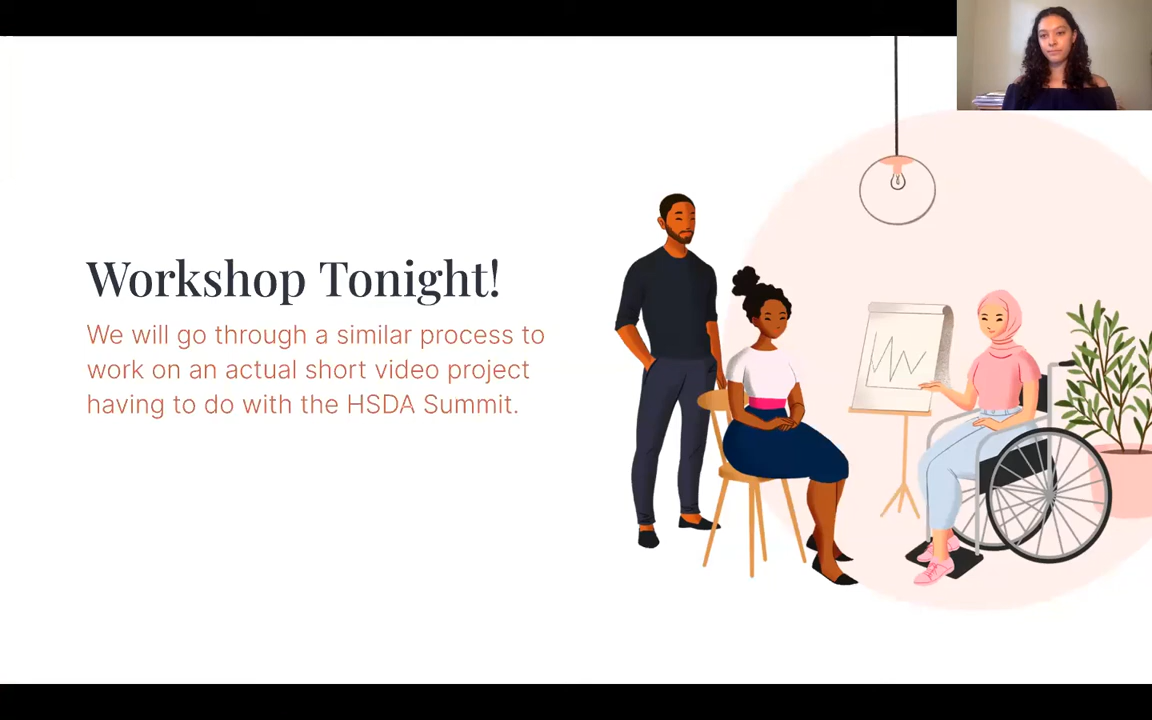 Workshop Tonight!
We will go through a similar process to
work on an actual short video project
having to do with the HSDA Summit.